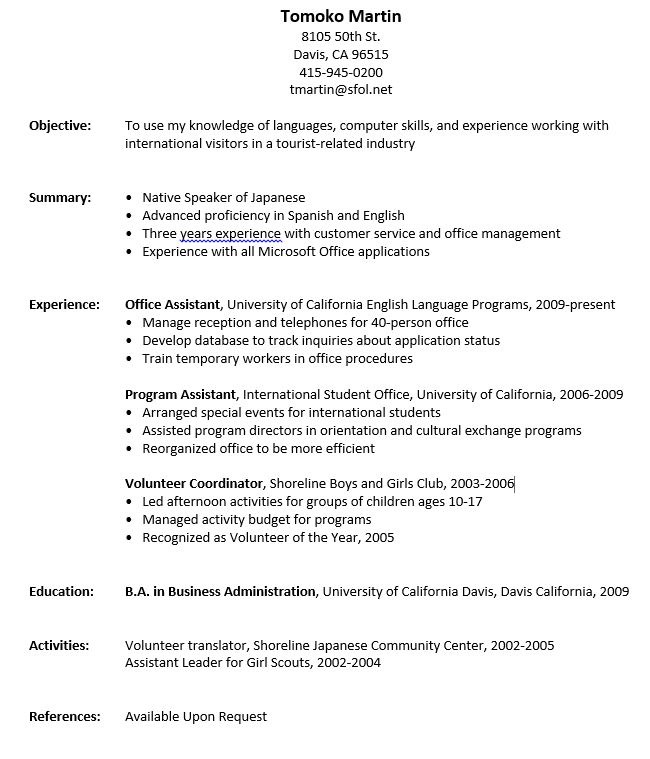 Tomoko Martin
8105 50th St.
Davis, CA 96515
415-945-0200
tmartin@sfol.net
Objective: To use my knowledge of languages, computer skills, and experience working with
international visitors in a tourist-related industry
Summary: • Native Speaker of Japanese
• Advanced proficiency in Spanish and English
• Three years experience with customer service and office management
• Experience with all Microsoft Office applications
Experience: Office Assistant, University of California English Language Programs, 2009-present
• Manage reception and telephones for 40-person office
• Develop database to track inquiries about application status
• Train temporary workers in office procedures
Program Assistant, International Student Office, University of California, 2006-2009
• Arranged special events for international students
• Assisted program directors in orientation and cultural exchange programs
• Reorganized office to be more efficient
Volunteer Coordinator, Shoreline Boys and Girls Club, 2003-2006
• Led afternoon activities for groups of children ages 10-17
• Managed activity budget for programs
• Recognized as Volunteer of the Year, 2005
Education: B.A. in Business Administration, University of California Davis, Davis California, 2009
Activities: Volunteer translator, Shoreline Japanese Community Center, 2002-2005
Assistant Leader for Girl Scouts, 2002-2004
References: Available Upon Request